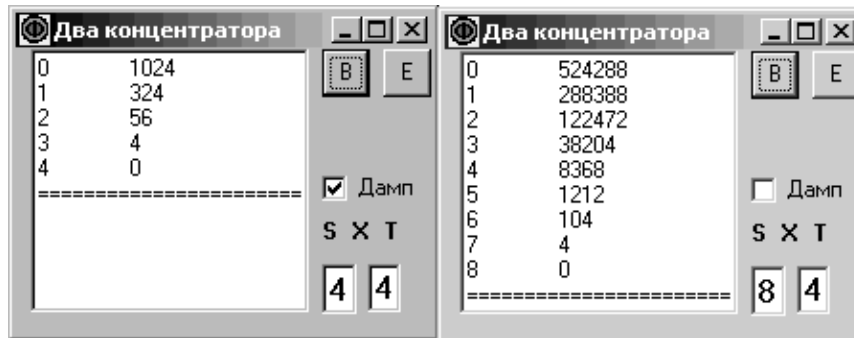 Два концентратора
0 1024
1 324
2 56
3 4
4 0
=======================
B E
Дамп
S X T
4 4
Два концентратора
0 524288
1 288388
2 122472
3 38204
4 8368
5 1212
6 104
7 4
8 0
=======================
B E
Дамп
S X T
8 4